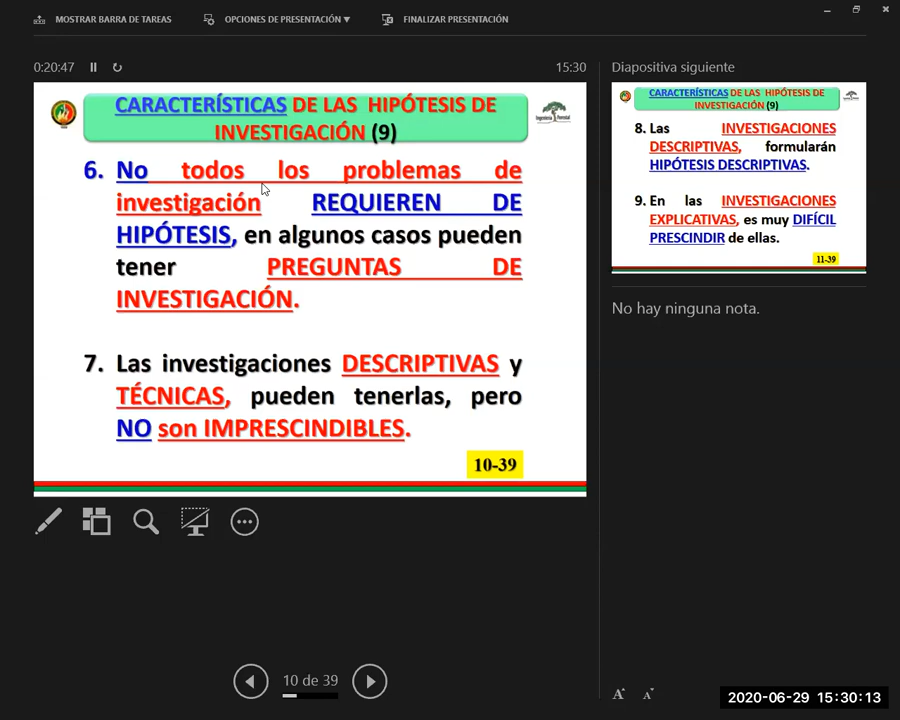 MOSTRAR BARRA DE TAREAS
OPCIONES DE PRESENTACIÓN ▼
FINALIZAR PRESENTACIÓN
0:20:47
15:30
CARACTERÍSTICAS DE LAS HIPÓTESIS DE
INVESTIGACIÓN (9)
6. No todos los problemas de
investigación REQUIEREN DE
HIPÓTESIS, en algunos casos pueden
tener PREGUNTAS DE
INVESTIGACIÓN.
7. Las investigaciones DESCRIPTIVAS y
TÉCNICAS, pueden tenerlas, pero
NO son IMPRESCINDIBLES.
10-39
Diapositiva siguiente
CARACTERÍSTICAS DE LAS HIPÓTESIS DE
INVESTIGACIÓN (9)
8. Las INVESTIGACIONES
DESCRIPTIVAS, formularán
HIPÓTESIS DESCRIPTIVAS.
9. En las INVESTIGACIONES
EXPLICATIVAS, es muy DIFÍCIL
PRESCINDIR de ellas.
11-39
No hay ninguna nota.
10 de 39
A A
2020-06-29 15:30:13